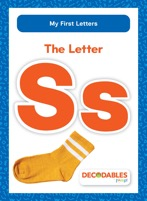 My First Letters
The Letter
Ss
DECODABLES